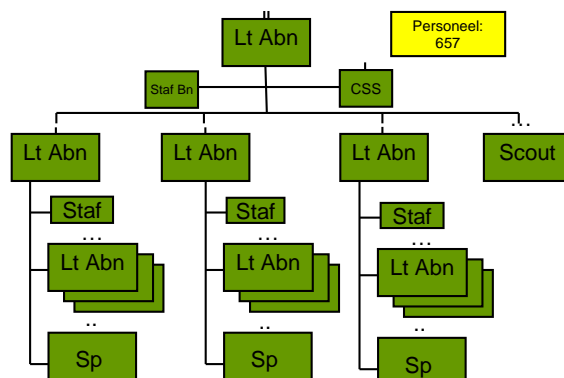 Lt Abn
Personeel:
657
Staf Bn
CSS
Lt Abn
Lt Abn
Lt Abn
Scout
Staf
Staf
Staf
Lt Abn
Lt Abn
Lt Abn
Sp
Sp
Sp